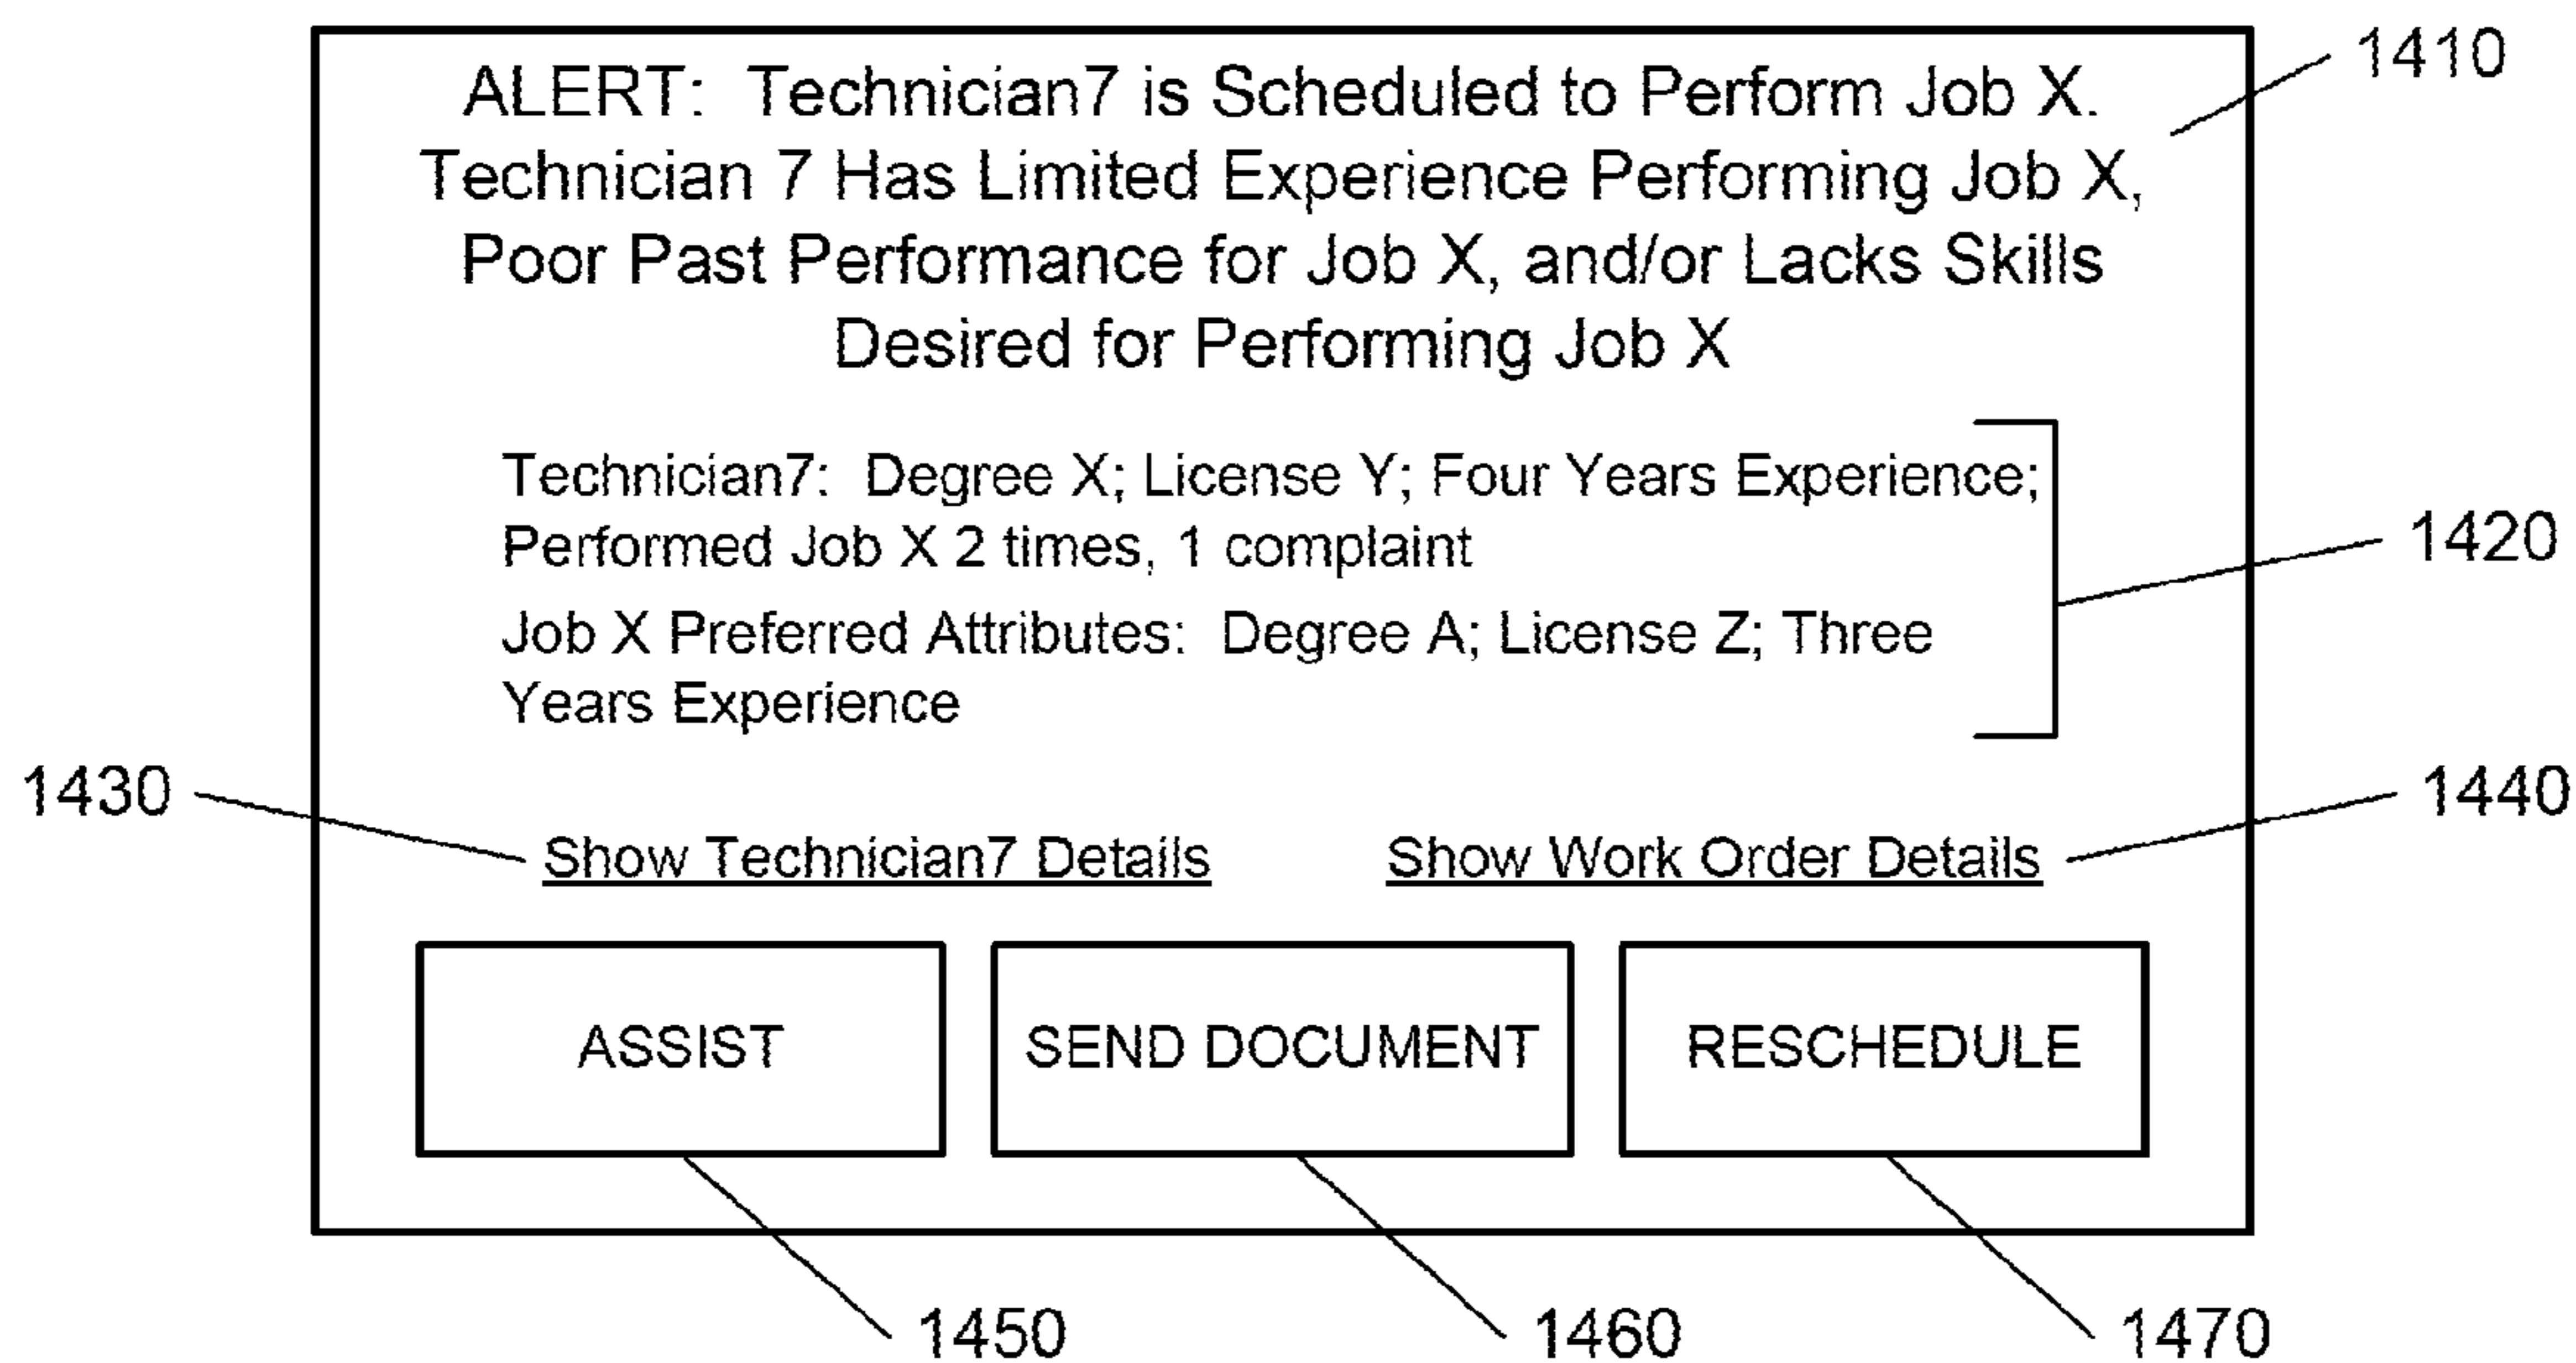 ALERT: Technician7 is Scheduled to Perform Job X.
Technician 7 Has Limited Experience Performing Job X,
Poor Past Performance for Job X, and/or Lacks Skills
Desired for Performing Job X
1410
Technician7: Degree X; License Y; Four Years Experience;
Performed Job X 2 times, 1 complaint
Job X Preferred Attributes: Degree A; License Z; Three
Years Experience
1420
1430
Show Technician7 Details
Show Work Order Details
1440
ASSIST
SEND DOCUMENT
RESCHEDULE
1450
1460
1470